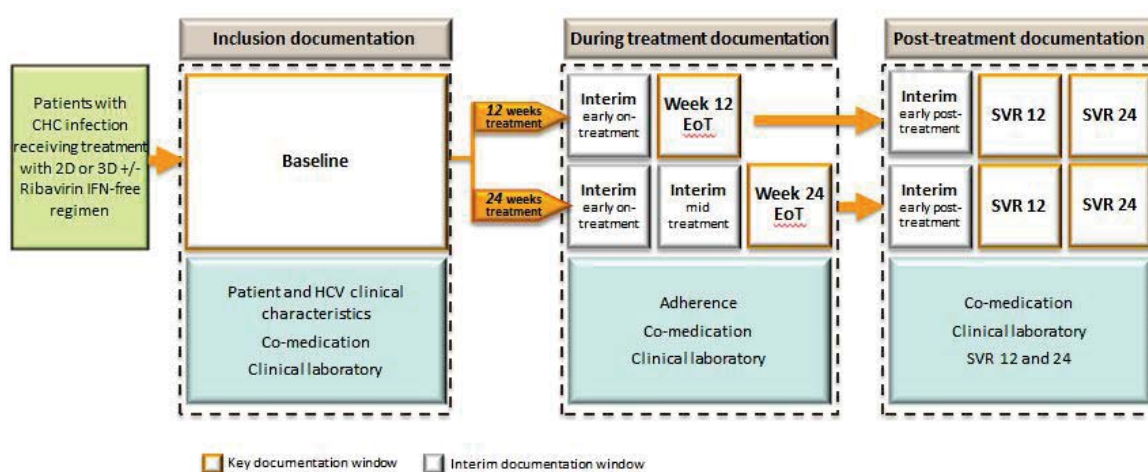 Inclusion documentation
During treatment documentation
Post-treatment documentation
Patients with
CHC infection
receiving treatment
with 2D or 3D +/-
Ribavirin IFN-free
regimen
Baseline
12 weeks
treatment
24 weeks
treatment
Interim
early on-
treatment
Week 12
EoT
Interim
early post-
treatment
SVR 12
SVR 24
Interim
early on-
treatment
Interim
mid
treatment
Week 24
EoT
Interim
early post-
treatment
SVR 12
SVR 24
Patient and HCV clinical
characteristics
Co-medication
Clinical laboratory
Adherence
Co-medication
Clinical laboratory
Co-medication
Clinical laboratory
SVR 12 and 24
Key documentation window
Interim documentation window